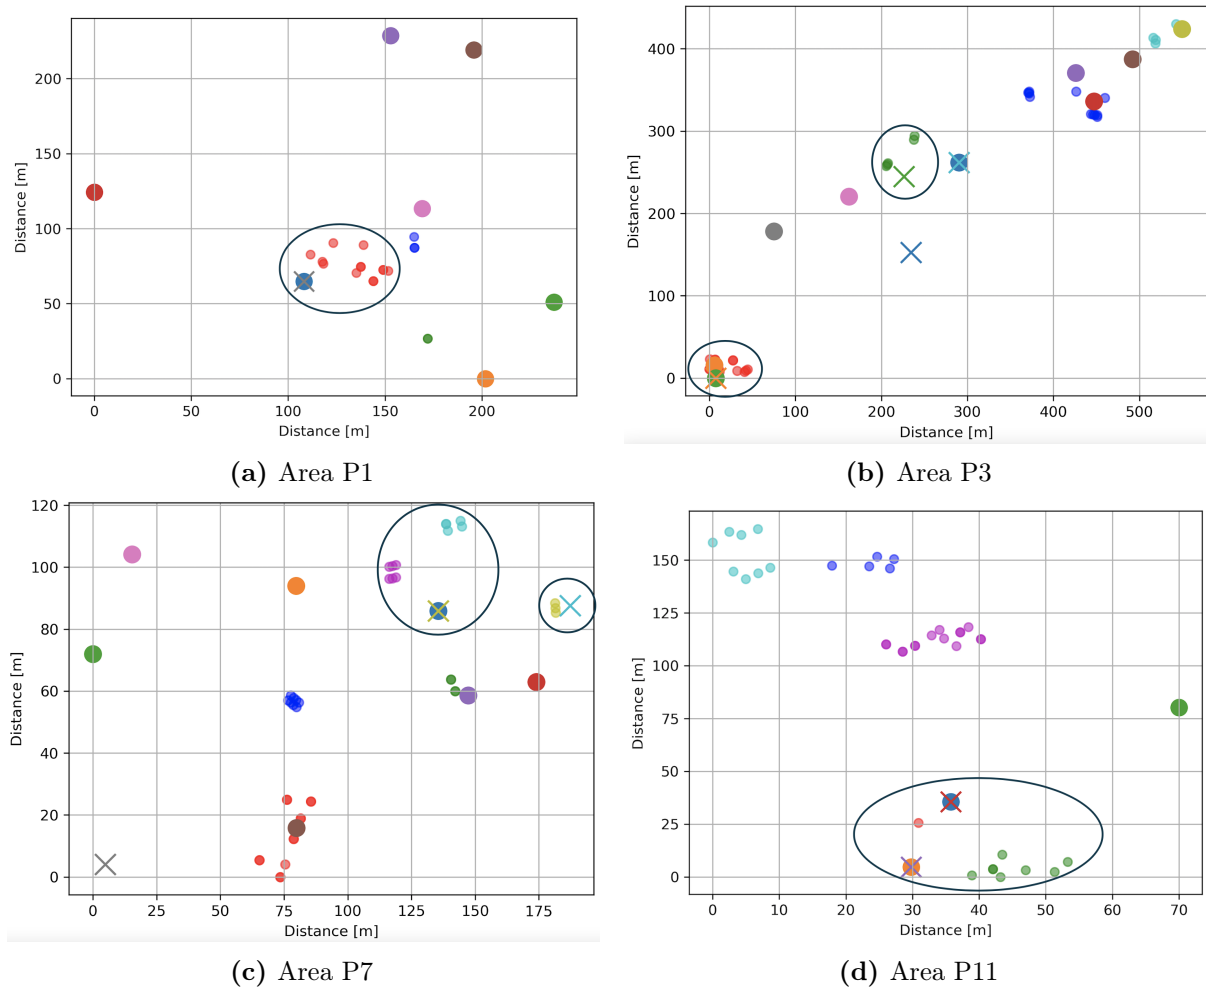 200
150
100
50
0
Distance [m]
0 50 100 150 200
Distance [m]
(a) Area P1
400
300
200
100
0
Distance [m]
0 100 200 300 400 500
Distance [m]
(b) Area P3
120
100
80
60
40
20
0
Distance [m]
0 25 50 75 100 125 150 175
Distance [m]
(c) Area P7
150
125
100
75
50
25
0
Distance [m]
0 10 20 30 40 50 60 70
Distance [m]
(d) Area P11